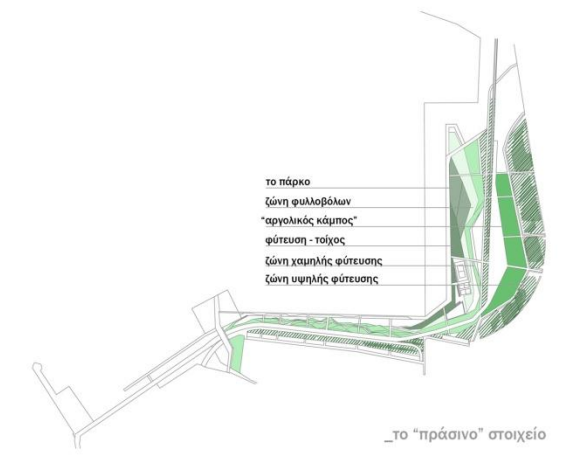 το πάρκο
ζώνη φυλλοβόλων
“αργολικός κάμπος”
φύτευση - τοίχος
ζώνη χαμηλής φύτευσης
ζώνη υψηλής φύτευσης
_το “πράσινο” στοιχείο